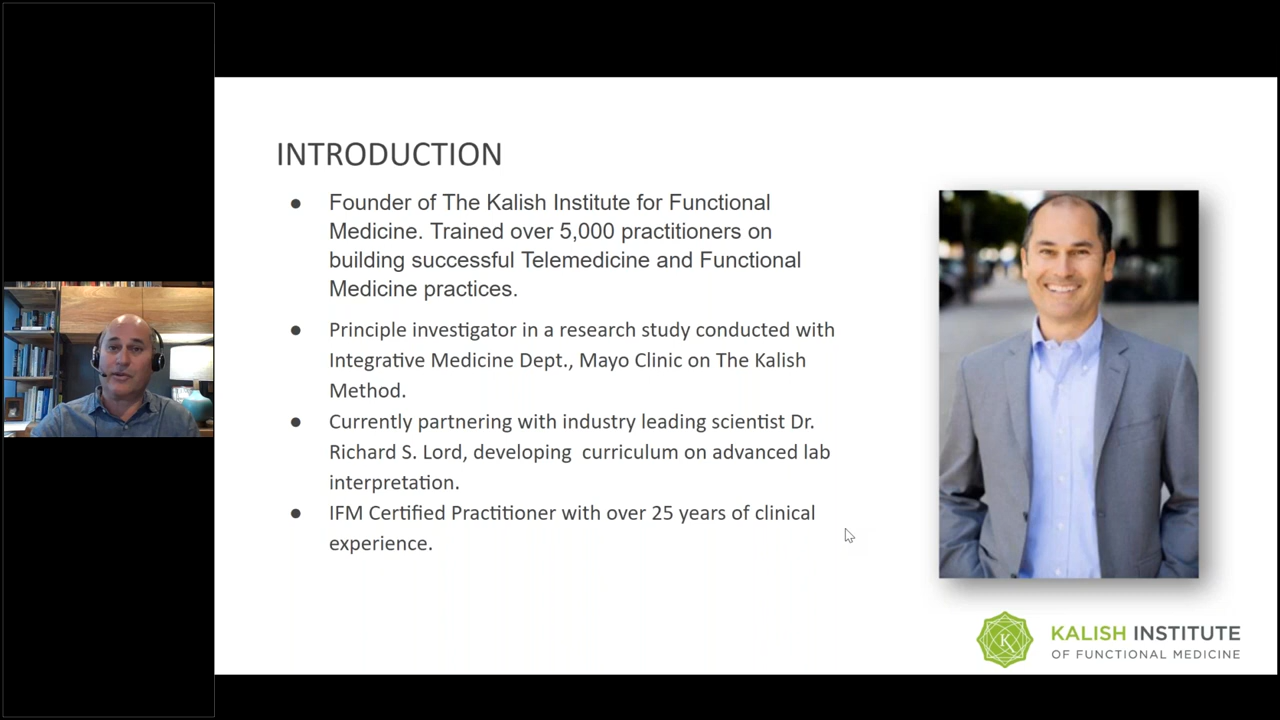 INTRODUCTION
● Founder of The Kalish Institute for Functional
Medicine. Trained over 5,000 practitioners on
building successful Telemedicine and Functional
Medicine practices.
● Principle investigator in a research study conducted with
Integrative Medicine Dept., Mayo Clinic on The Kalish
Method.
● Currently partnering with industry leading scientist Dr.
Richard S. Lord, developing  curriculum on advanced lab
interpretation.
● IFM Certified Practitioner with over 25 years of clinical
experience.
K
KALISH INSTITUTE
OF FUNCTIONAL MEDICINE